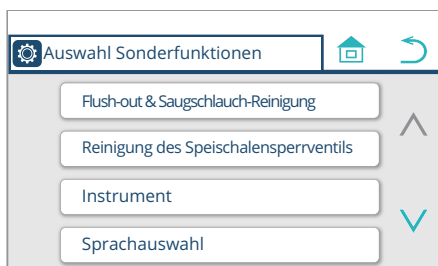 Auswahl Sonderfunktionen
Flush-out & Saugschlauch-Reinigung
Reinigung des Speischalensperrventils
Instrument
Sprachauswahl